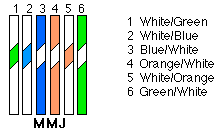 1 2 3 4 5 6
1 White/Green
2 White/Blue
3 Blue/White
4 Orange/White
5 White/Orange
6 Green/White
MMJ